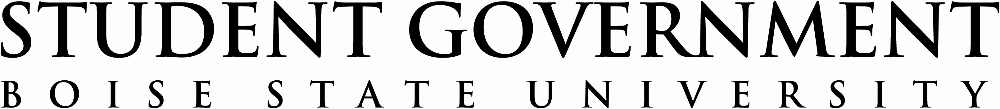 STUDENT GOVERNMENT
BOISE STATE UNIVERSITY